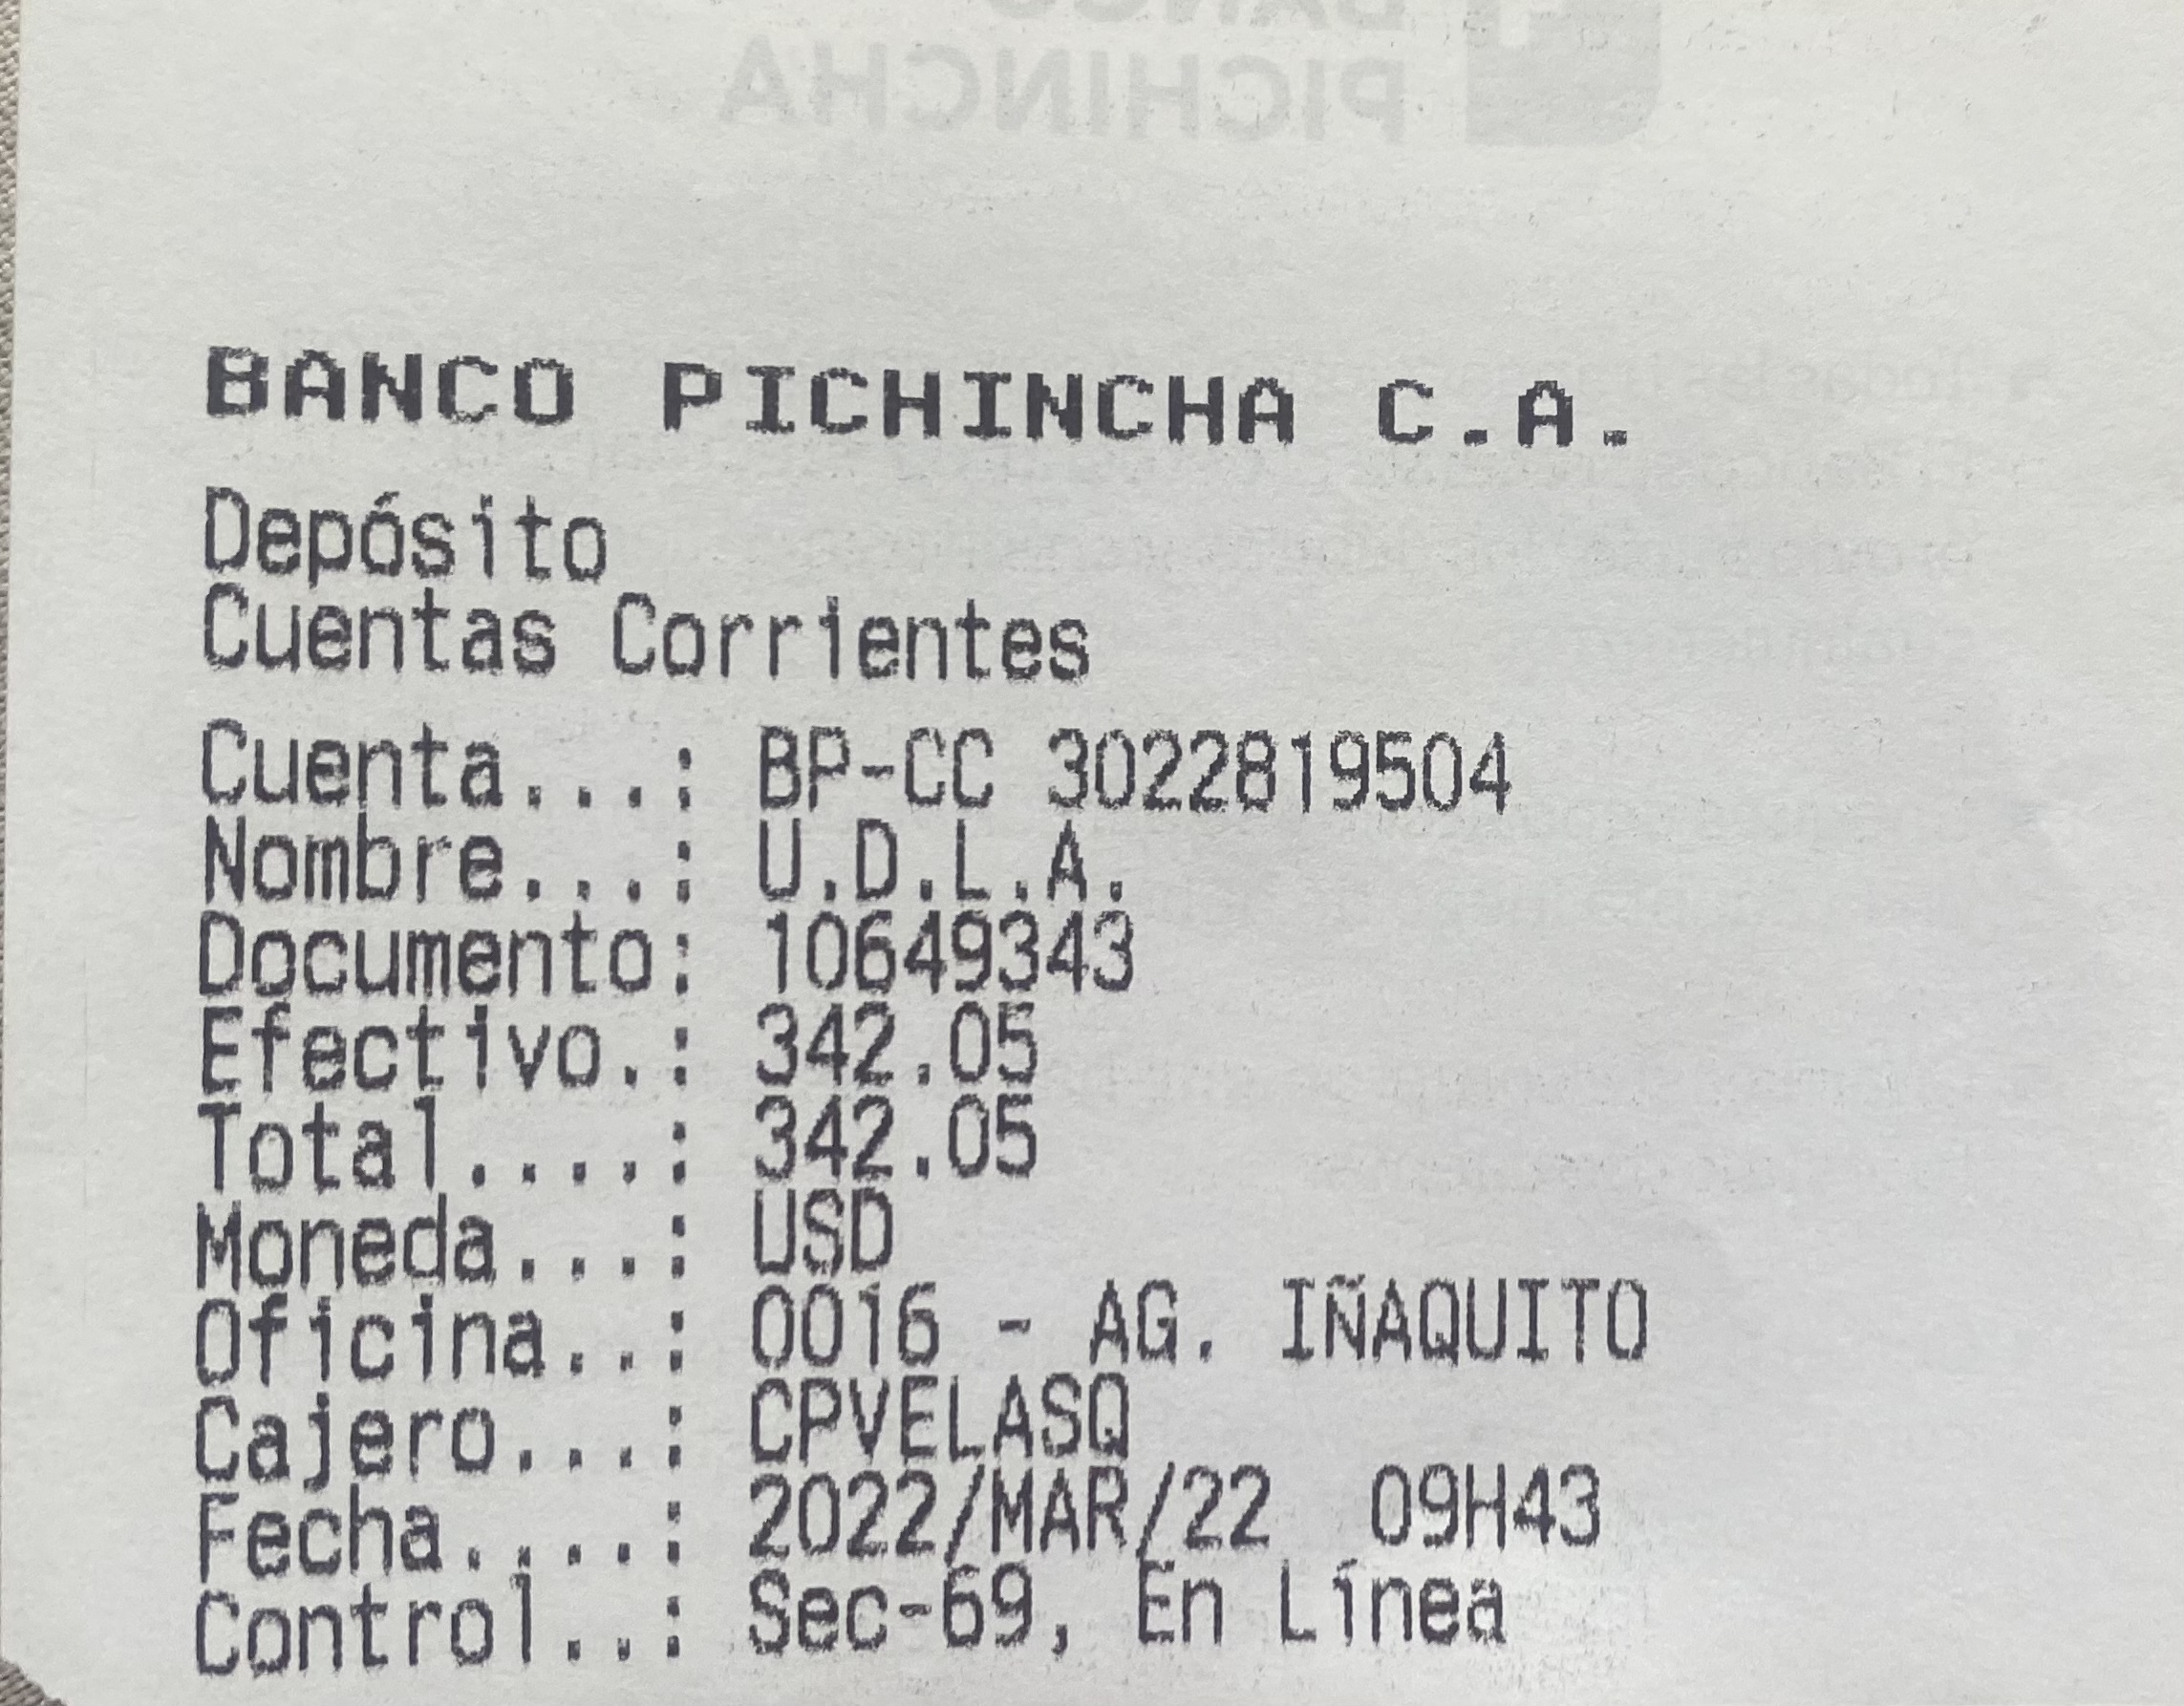 BANCO
PICHINCHA
BANCO PICHINCHA C.A.
Depósito
Cuentas Corrientes
Cuenta...: BP-CC 3022819504
Nombre...: U.D.L.A.
Documento: 10649343
Efectivo.: 342.05
Total....: 342.05
Moneda...: USD
Oficina..: 0016 - AG. IÑAQUITO
Cajero...: CPVELASQ
Fecha....: 2022/MAR/22  09H43
Control..: Sec-69, En Línea